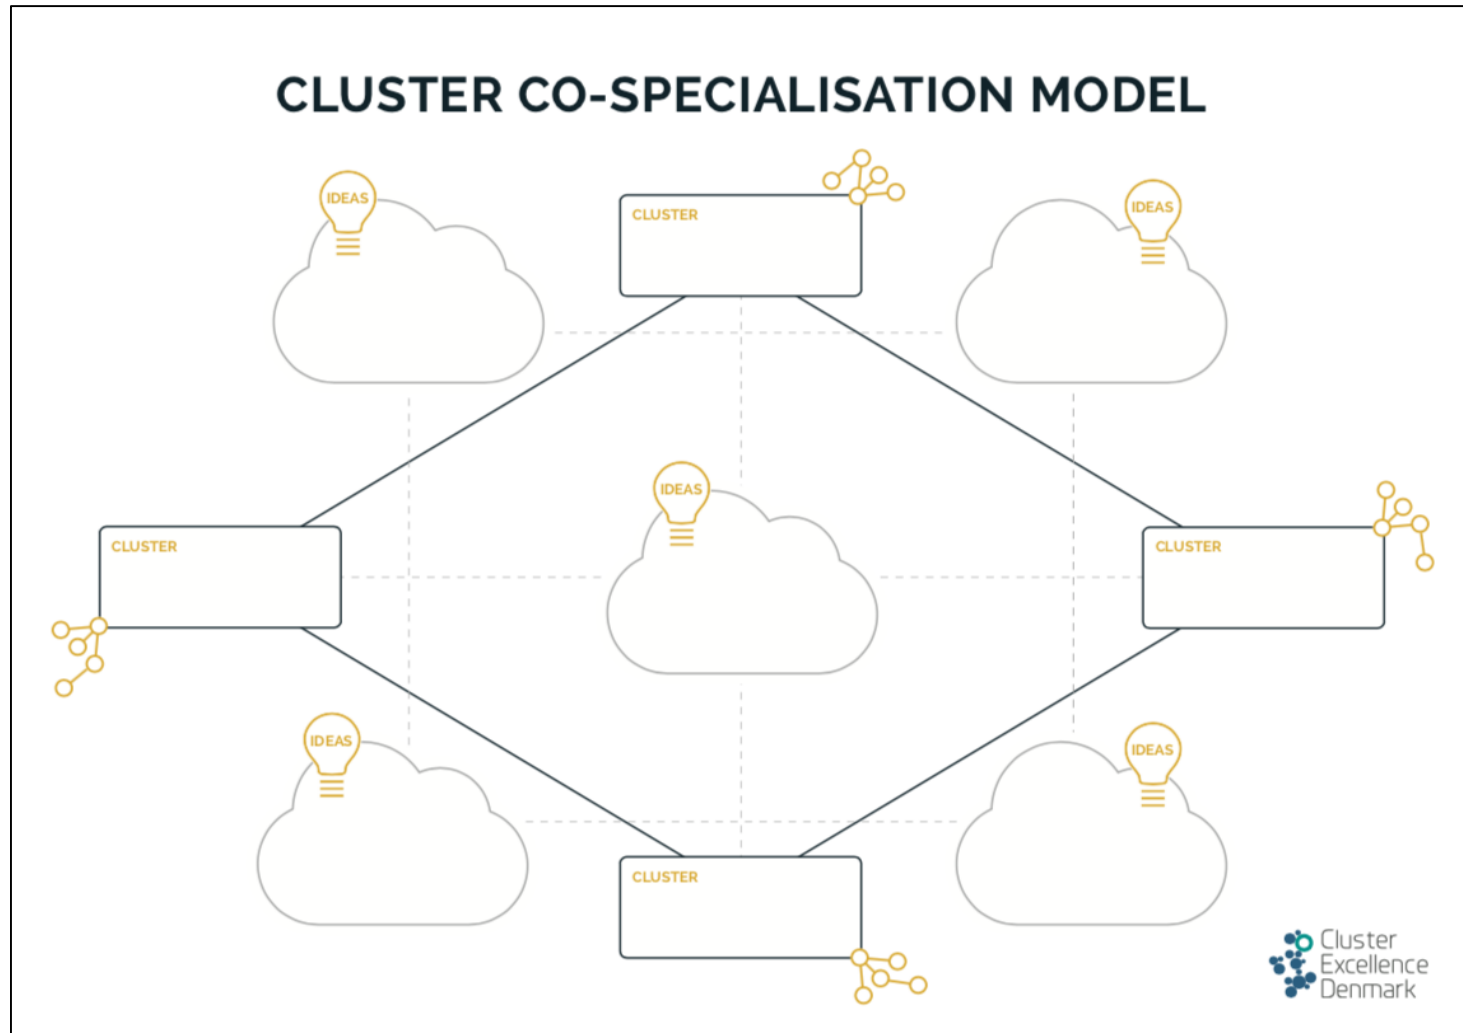 CLUSTER CO-SPECIALISATION MODEL
IDEAS
CLUSTER
IDEAS
IDEAS
CLUSTER
CLUSTER
IDEAS
IDEAS
CLUSTER
Cluster
Excellence
Denmark